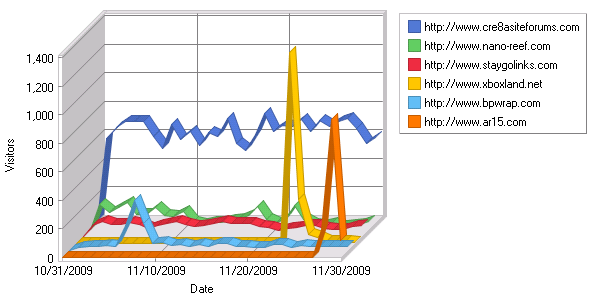 http://www.cre8asiteforums.com
http://www.nano-reef.com
http://www.staygolinks.com
http://www.xboxland.net
http://www.bpwrap.com
http://www.ar15.com
1,400
1,200
1,000
800
600
400
200
0
Visitors
10/31/2009 11/10/2009 11/20/2009 11/30/2009
Date